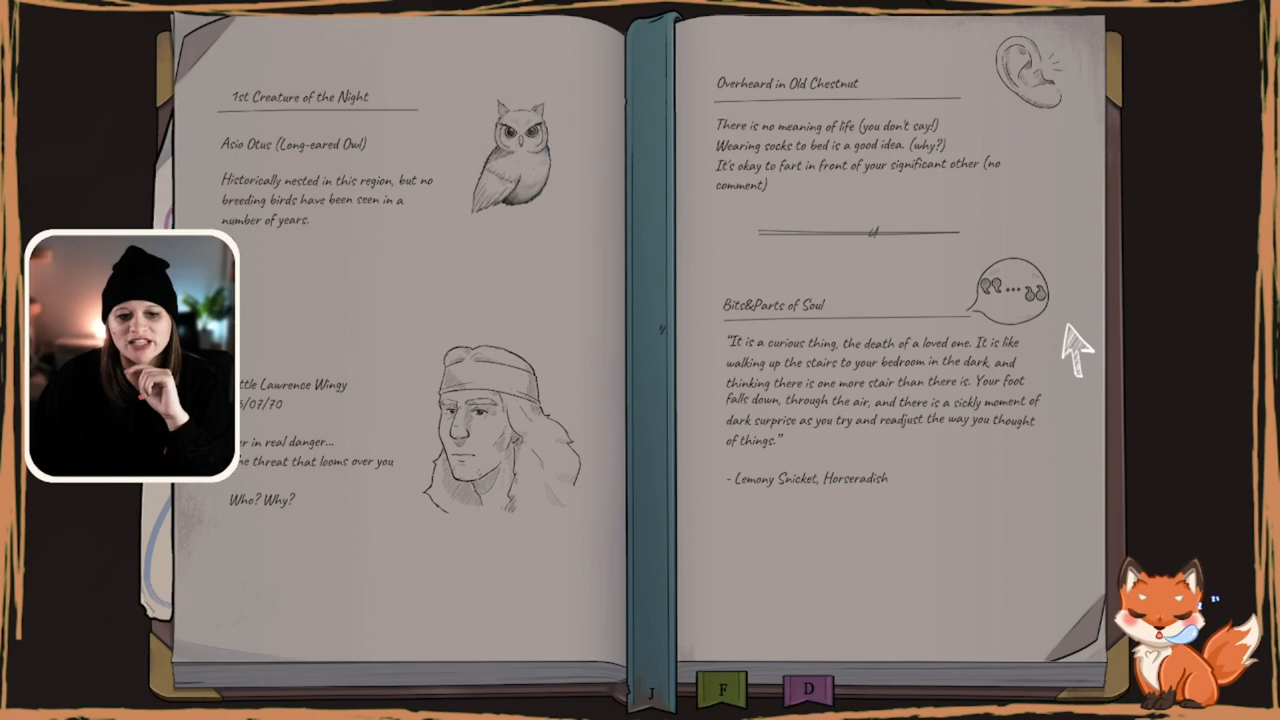 1st Creature of the Night
Asio Otus (Long-eared Owl)
Historically nested in this region, but no
breeding birds have been seen in a
number of years.
ttle Lawrence Wingy
/07/70
er in real danger...
he threat that looms over you
Who? Why?
Overheard in Old Chestnut
There is no meaning of life (you don't say!)
Wearing socks to bed is a good idea. (why?)
It's okay to fart in front of your significant other (no
comment)
Bits&Parts of Soul
"It is a curious thing, the death of a loved one. It is like
walking up the stairs to your bedroom in the dark, and
thinking there is one more stair than there is. Your foot
falls down, through the air, and there is a sickly moment of
dark surprise as you try and readjust the way you thought
of things."
- Lemony Snicket, Horseradish
J
F
D